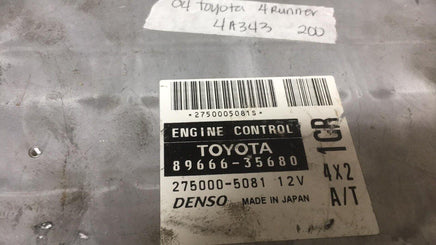 04 toyota 4Runner
4A343 200
*2750005081S*
ENGINE CONTROL
TOYOTA
89666-35680
275000-5081 12V
DENSO MADE IN JAPAN
1GR
4x2
A/T